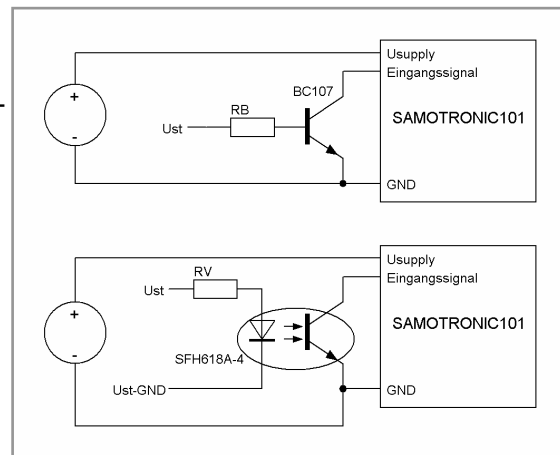 Usupply
Eingangssignal
BC107
RB
Ust
SAMOTRONIC101
+
-
GND
Usupply
Eingangssignal
RV
Ust
SAMOTRONIC101
+
-
SFH618A-4
Ust-GND
GND